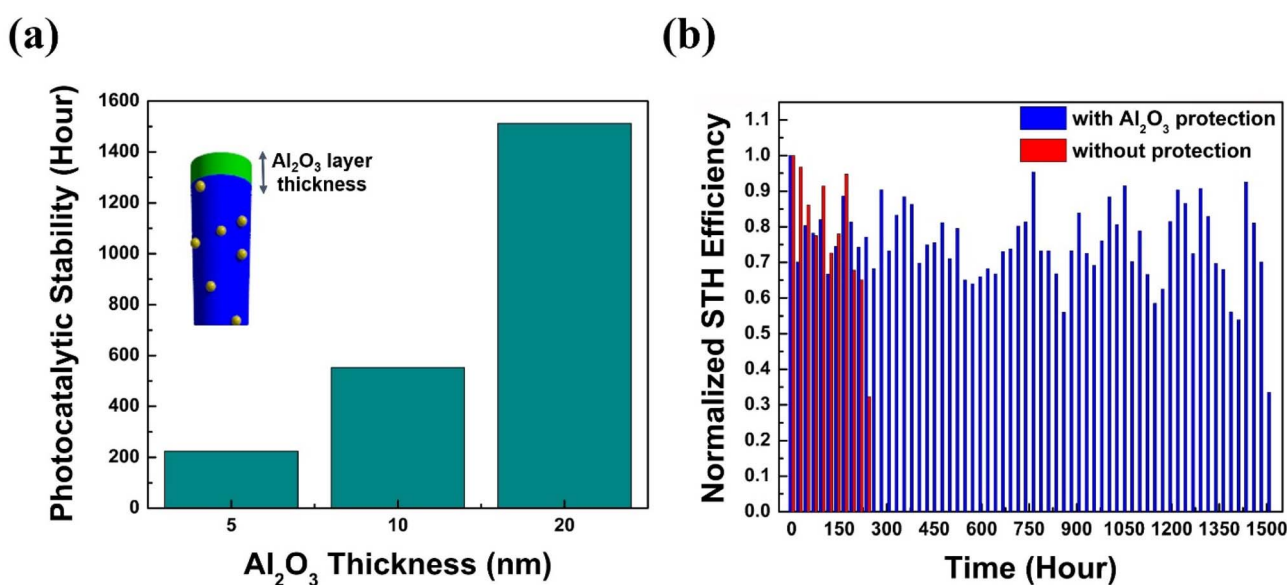 (a)
Photocatalytic Stability (Hour)
1600
1400
1200
1000
800
600
400
200
0
Al₂O₃ layer
thickness
5
10
20
Al₂O₃ Thickness (nm)
(b)
Normalized STH Efficiency
1.1
1.0
0.9
0.8
0.7
0.6
0.5
0.4
0.3
0.2
0.1
0.0
with Al₂O₃ protection
without protection
0 150 300 450 600 750 900 1050 1200 1350 1500
Time (Hour)